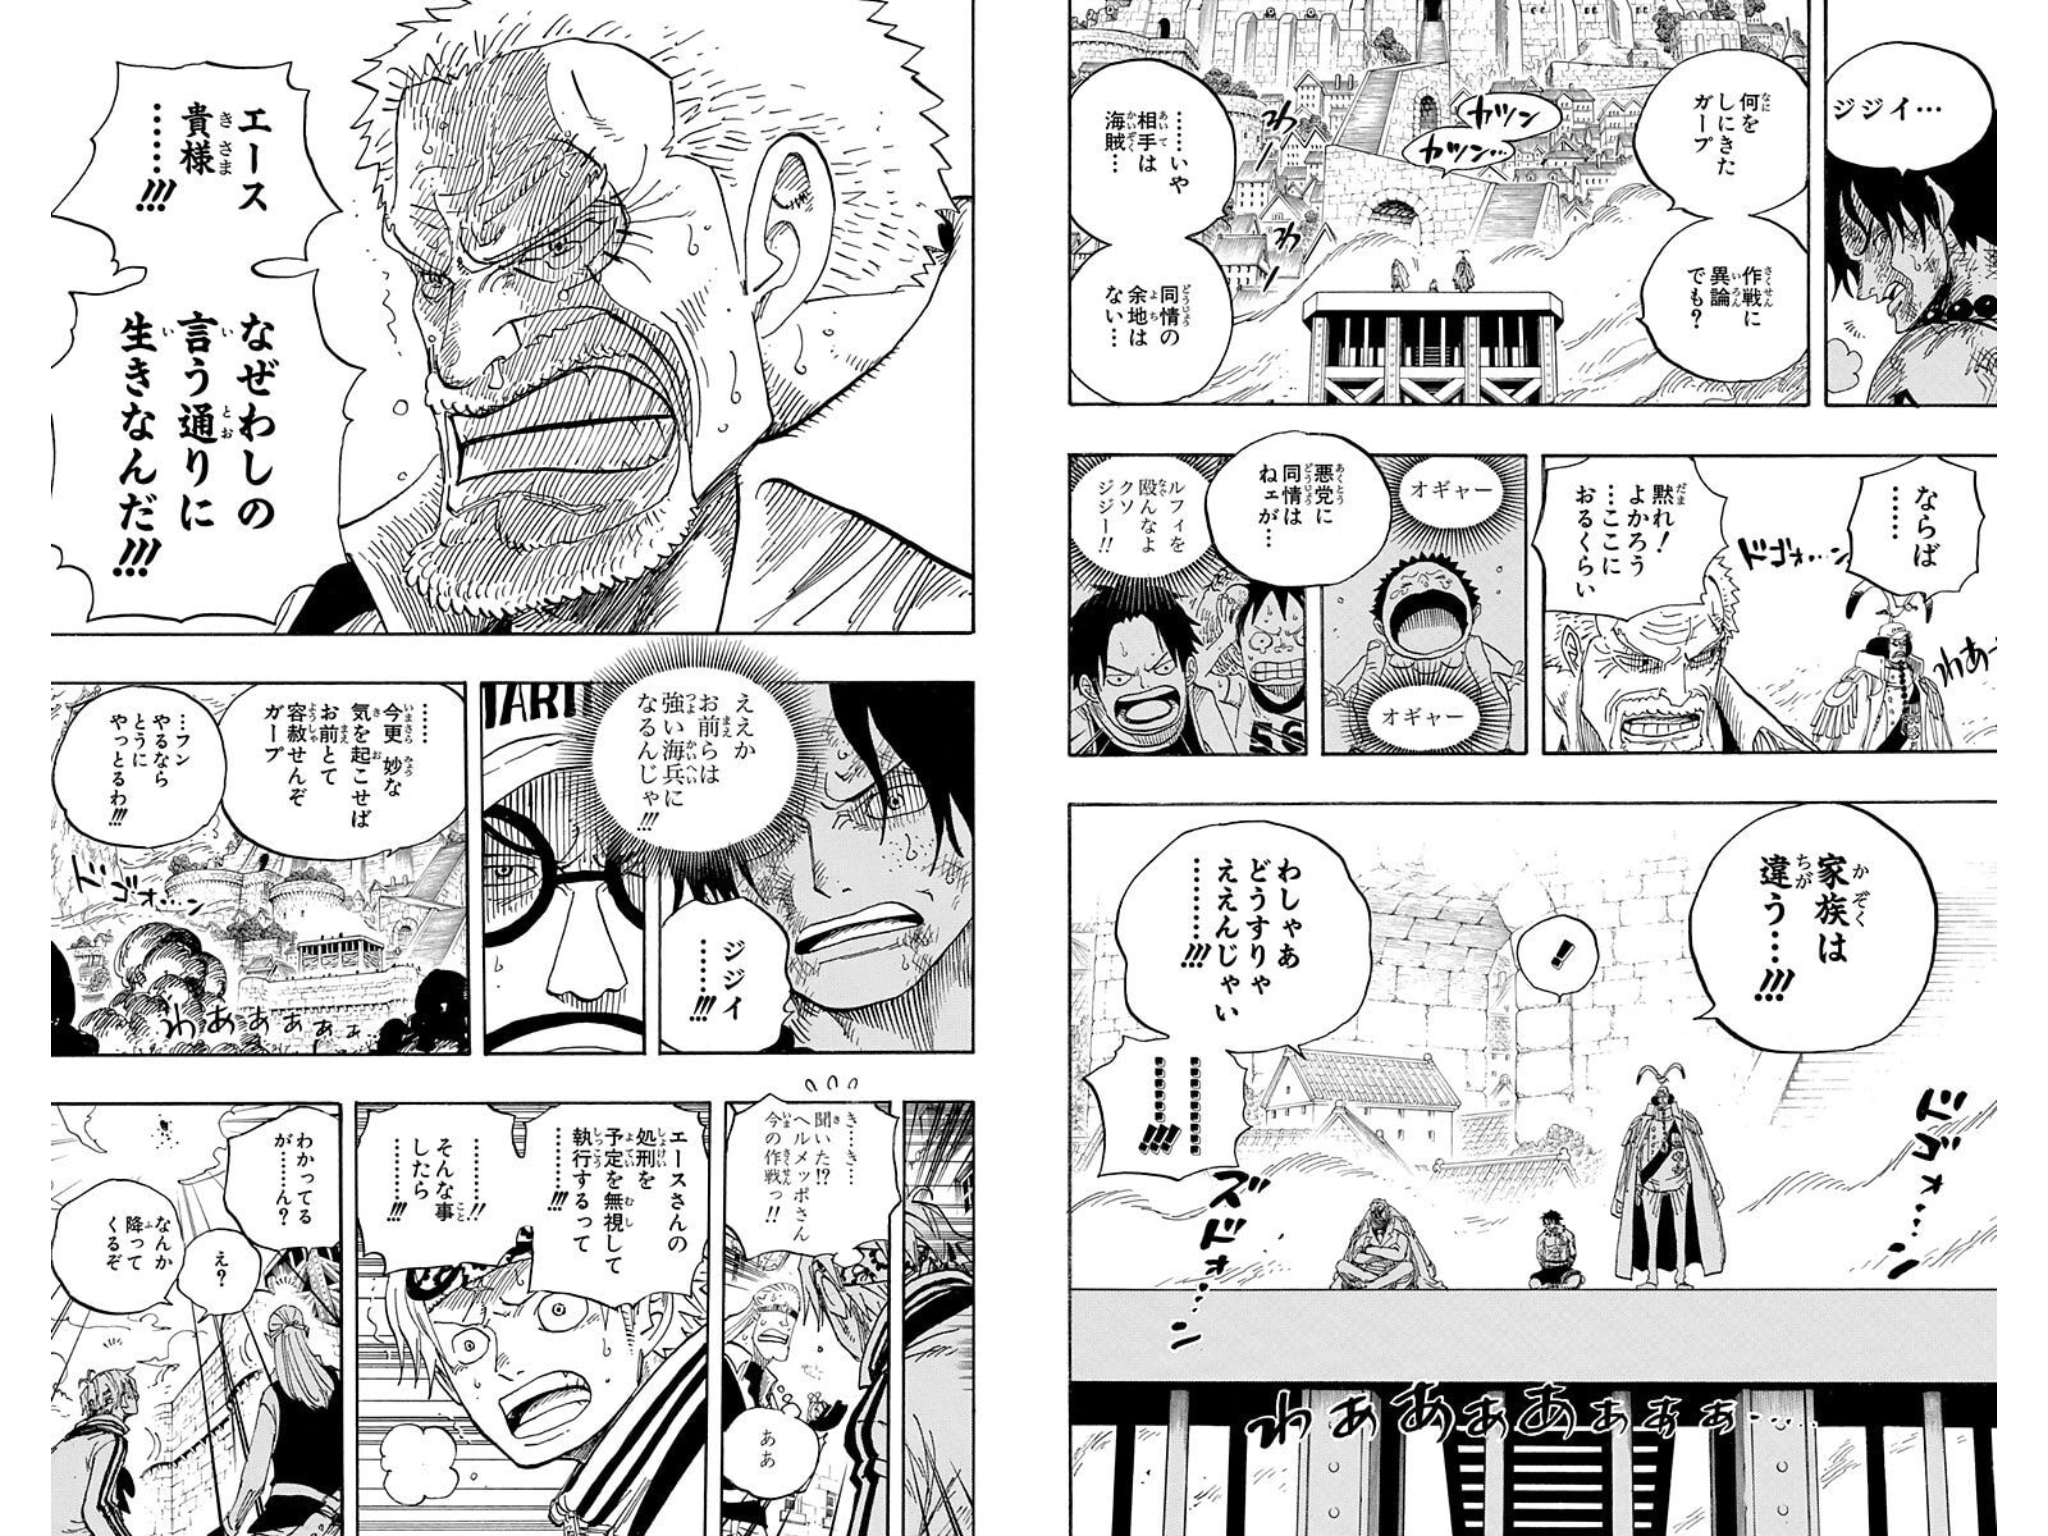 ジジイ…
何を
しにきた
ガープ
作戦に
異論
でも?
カツン
カツン…
……いや
相手は
海賊…
同情の
余地は
ない…
わー
わー
ならば
……
わあー
ドゴォ…ン
黙れ!
よかろう
…ここに
おるくらい
オギャー
オギャー
悪党に
同情は
ねェが…
ルフィを
殴んなよ
クソ
ジジー!!
56
家族は
違う…!!!
!
わしゃあ
どうすりゃ
ええんじゃい
………!!!
………
………!!!
ドゴォ…ン
ズドォ…ン
わあああああああ…
エース
貴様
……!!!
なぜわしの
言う通りに
生きなんだ!!!
ええか
お前らは
強い海兵に
なるんじゃ!!!
ジジイ
……!!!
……
今更 妙な
気を起こせば
お前とて
容赦せんぞ
ガープ
…フン
やるなら
とうに
やっとるわ!!!
ドゴォ…ン
わあああああ
き……き…
聞いた!?
ヘルメッポさん
今の作戦っ!!
ああ
エースさんの
処刑を
予定を無視して
執行するって
………!!!
………!!
そんな事
したら
………!!!
わかってる
が……ん?
え?
なんか
降って
くるぞ